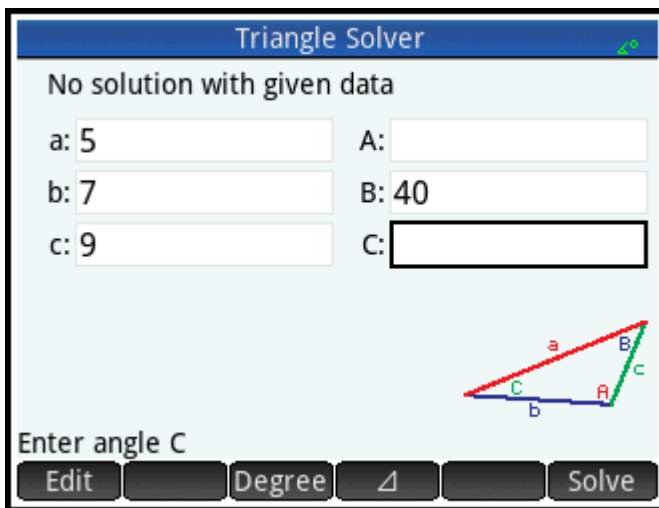 Triangle Solver
No solution with given data
a: 5 A:
b: 7 B: 40
c: 9 C:
a B
C A c
b
Enter angle C
Edit Degree Solve